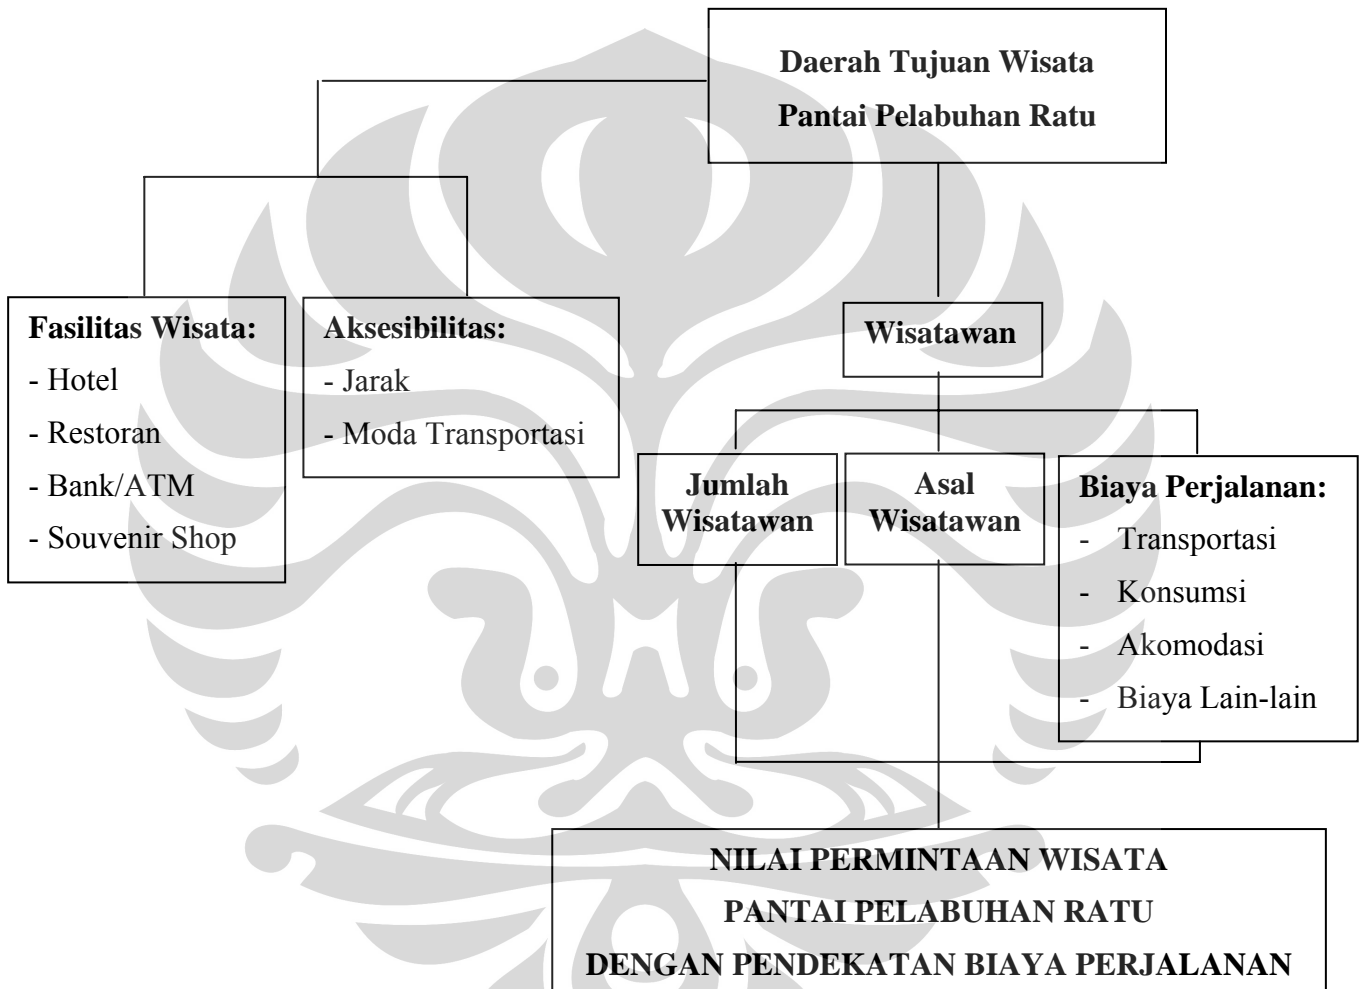 Daerah Tujuan Wisata
Pantai Pelabuhan Ratu
Fasilitas Wisata:
- Hotel
- Restoran
- Bank/ATM
- Souvenir Shop
Aksesibilitas:
- Jarak
- Moda Transportasi
Wisatawan
Jumlah
Wisatawan
Asal
Wisatawan
Biaya Perjalanan:
- Transportasi
- Konsumsi
- Akomodasi
- Biaya Lain-lain
NILAI PERMINTAAN WISATA
PANTAI PELABUHAN RATU
DENGAN PENDEKATAN BIAYA PERJALANAN